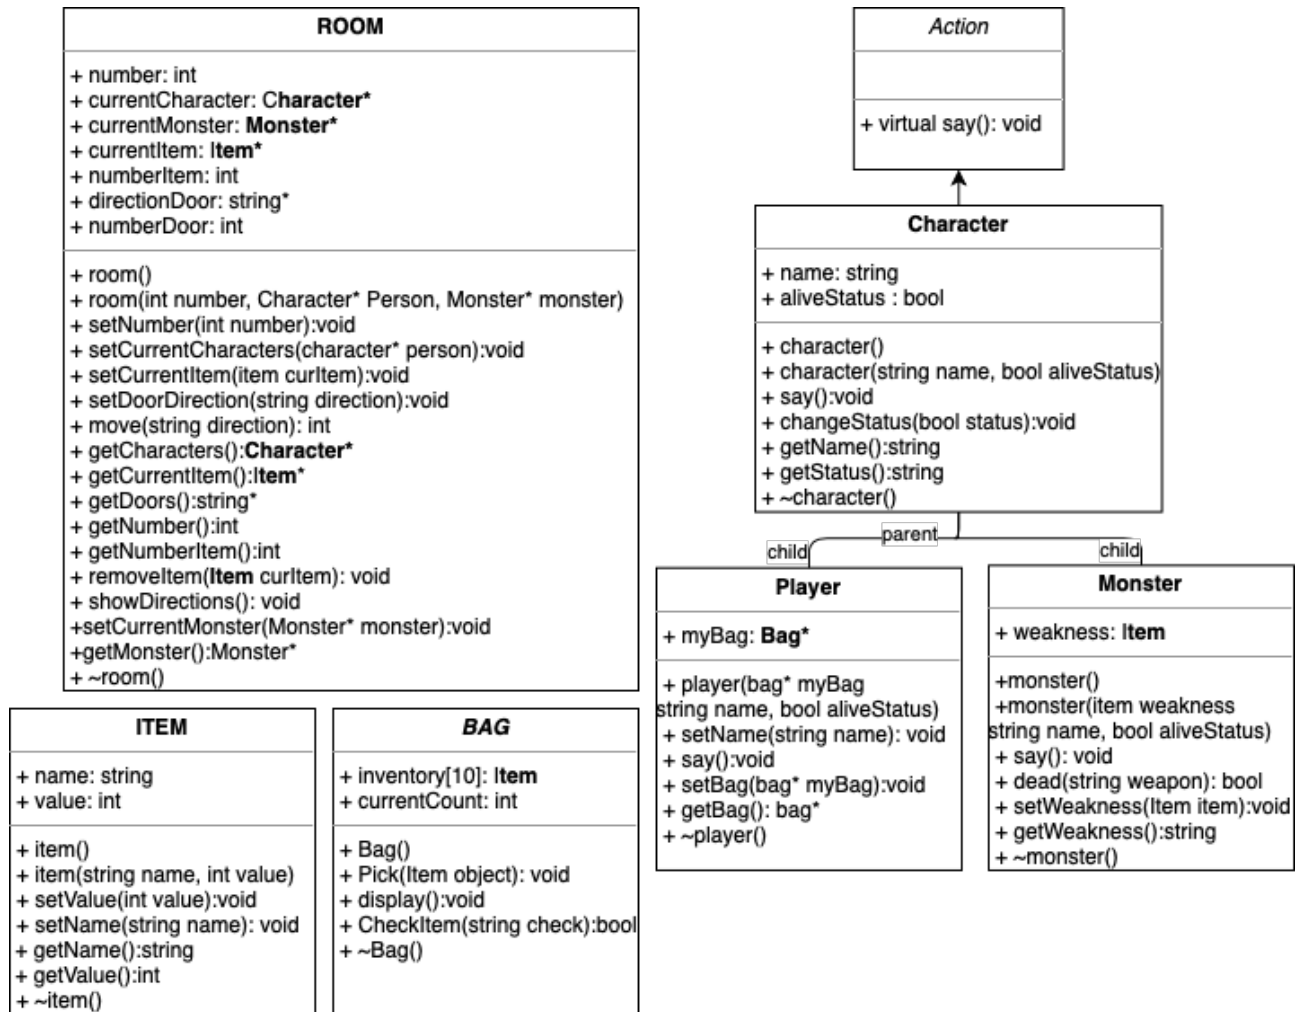 ROOM
+ number: int
+ currentCharacter: Character*
+ currentMonster: Monster*
+ currentItem: Item*
+ numberItem: int
+ directionDoor: string*
+ numberDoor: int
+ room()
+ room(int number, Character* Person, Monster* monster)
+ setNumber(int number):void
+ setCurrentCharacters(character* person):void
+ setCurrentItem(item curItem):void
+ setDoorDirection(string direction):void
+ move(string direction): int
+ getCharacters():Character*
+ getCurrentItem():Item*
+ getDoors():string*
+ getNumber():int
+ getNumberItem():int
+ removeItem(Item curItem): void
+ showDirections(): void
+setCurrentMonster(Monster* monster):void
+getMonster():Monster*
+ ~room()
Action
+ virtual say(): void
Character
+ name: string
+ aliveStatus : bool
+ character()
+ character(string name, bool aliveStatus)
+ say():void
+ changeStatus(bool status):void
+ getName():string
+ getStatus():string
+ ~character()
parent
child
child
Player
+ myBag: Bag*
+ player(bag* myBag
string name, bool aliveStatus)
+ setName(string name): void
+ say():void
+ setBag(bag* myBag):void
+ getBag(): bag*
+ ~player()
Monster
+ weakness: Item
+monster()
+monster(item weakness
string name, bool aliveStatus)
+ say(): void
+ dead(string weapon): bool
+ setWeakness(Item item):void
+ getWeakness():string
+ ~monster()
ITEM
+ name: string
+ value: int
+ item()
+ item(string name, int value)
+ setValue(int value):void
+ setName(string name): void
+ getName():string
+ getValue():int
+ ~item()
BAG
+ inventory[10]: Item
+ currentCount: int
+ Bag()
+ Pick(Item object): void
+ display():void
+ CheckItem(string check):bool
+ ~Bag()